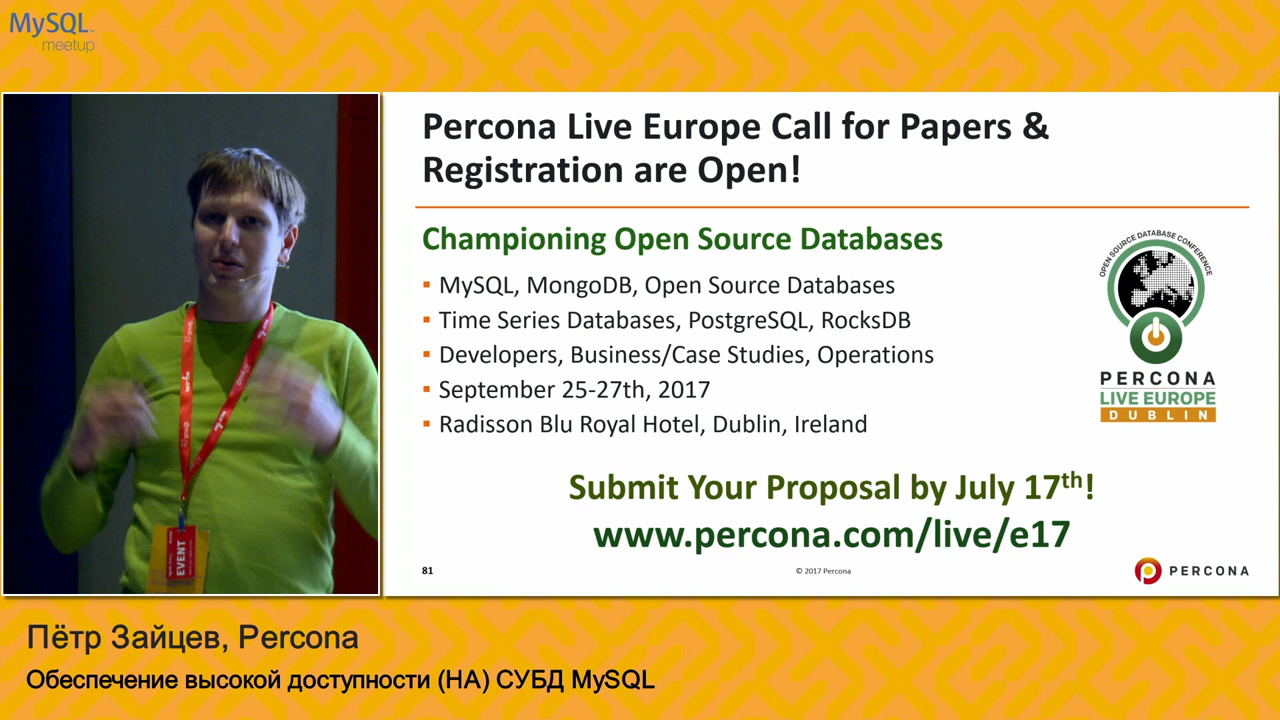 MySQL
meetup
Percona Live Europe Call for Papers &
Registration are Open!
Championing Open Source Databases
▪ MySQL, MongoDB, Open Source Databases
▪ Time Series Databases, PostgreSQL, RocksDB
▪ Developers, Business/Case Studies, Operations
▪ September 25-27th, 2017
▪ Radisson Blu Royal Hotel, Dublin, Ireland
OPEN SOURCE DATABASE CONFERENCE
PERCONA
LIVE EUROPE
DUBLIN
Submit Your Proposal by July 17th!
www.percona.com/live/e17
81
© 2017 Percona
PERCONA
EVENT
Пётр Зайцев, Percona
Обеспечение высокой доступности (HA) СУБД MySQL